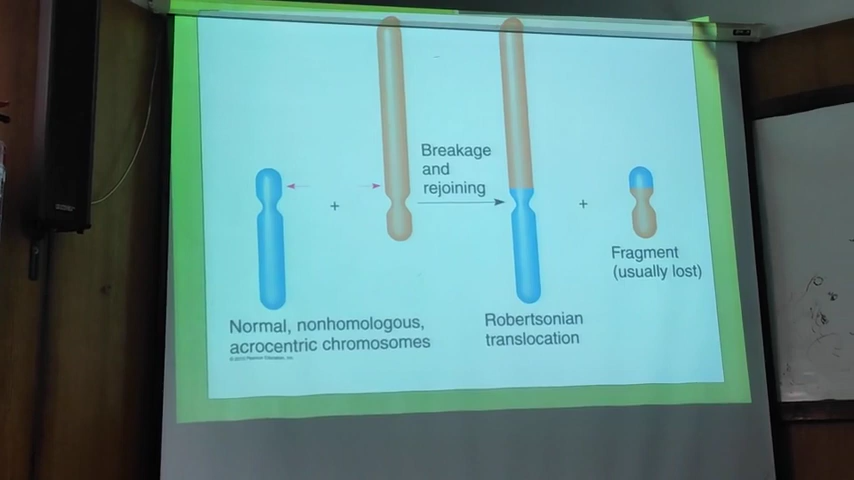 Breakage
and
rejoining
+
+
Fragment
(usually lost)
Normal, nonhomologous,
acrocentric chromosomes
Robertsonian
translocation